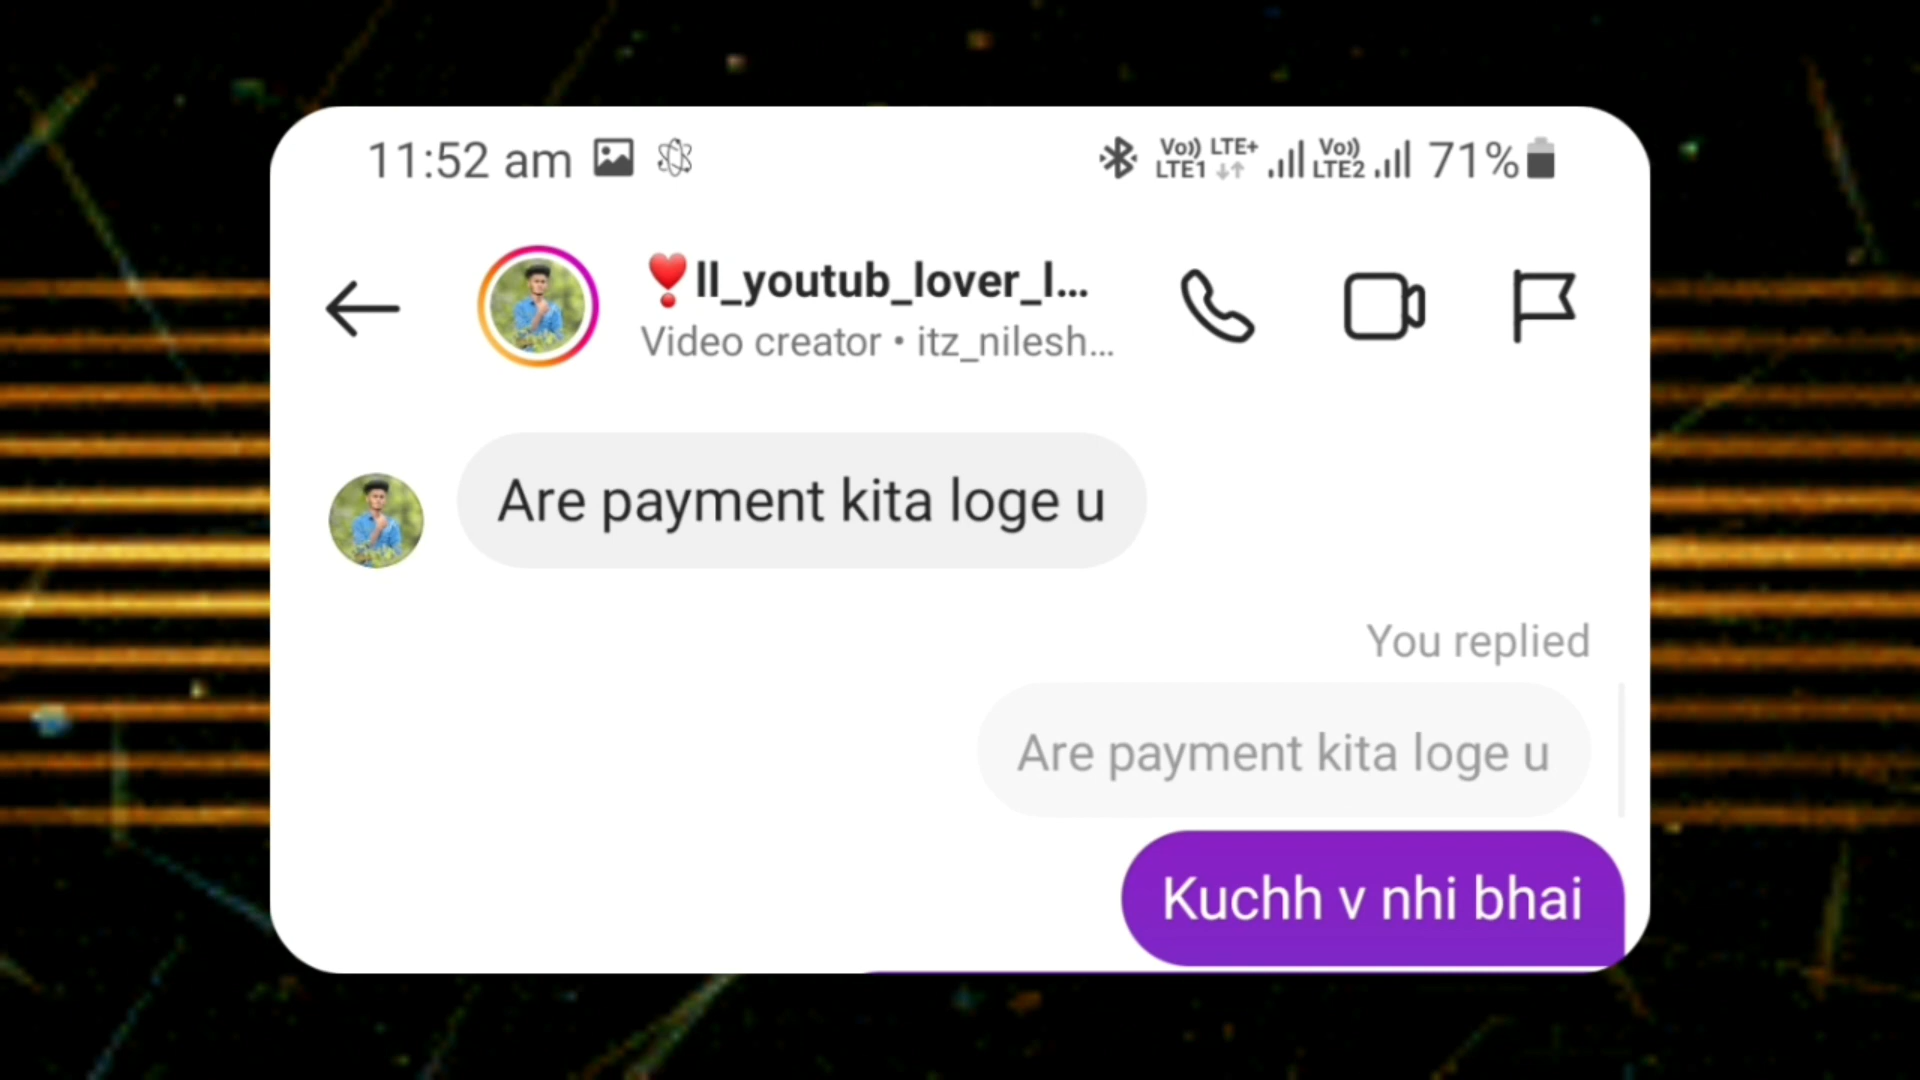 11:52 am Vo)) LTE+ LTE1 Vo)) LTE2 71%
❣️ll_youtub_lover_l...
Video creator • itz_nilesh...
Are payment kita loge u
You replied
Are payment kita loge u
Kuchh v nhi bhai